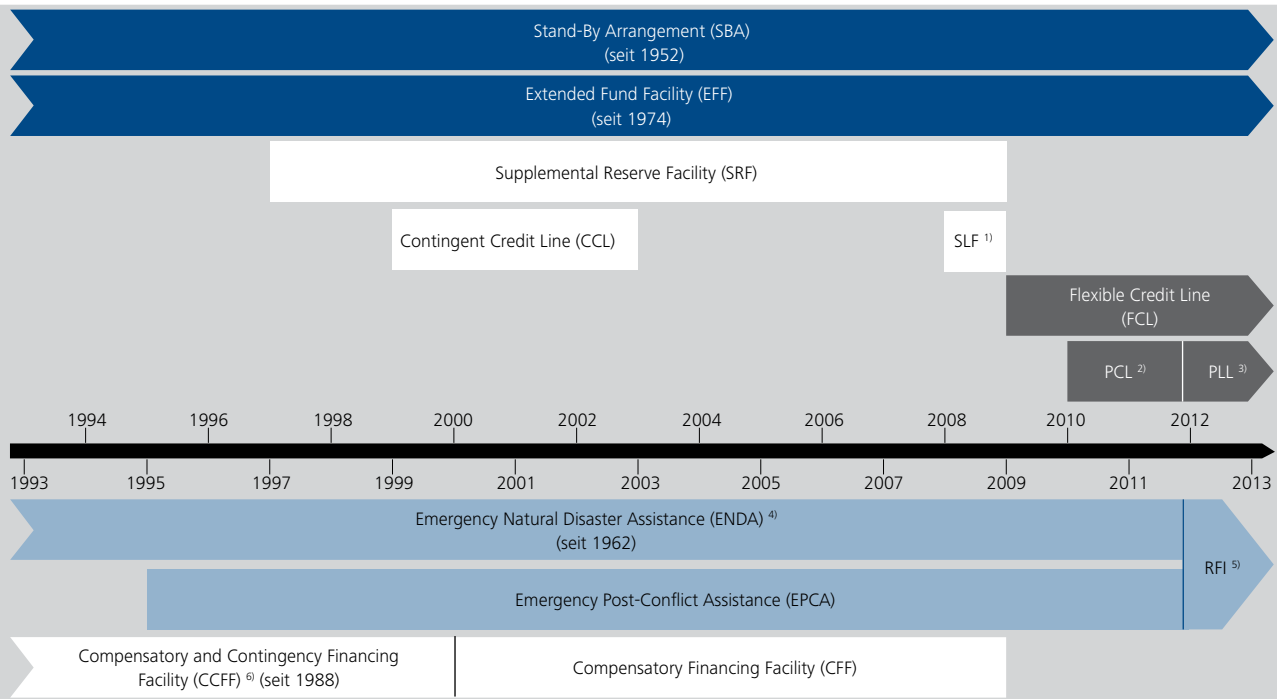 Stand-By Arrangement (SBA)
(seit 1952)
Extended Fund Facility (EFF)
(seit 1974)
Supplemental Reserve Facility (SRF)
Contingent Credit Line (CCL)
SLF 1)
Flexible Credit Line
(FCL)
PCL 2)
PLL 3)
1994 1996 1998 2000 2002 2004 2006 2008 2010 2012
1993 1995 1997 1999 2001 2003 2005 2007 2009 2011 2013
Emergency Natural Disaster Assistance (ENDA) 4)
(seit 1962)
RFI 5)
Emergency Post-Conflict Assistance (EPCA)
Compensatory and Contingency Financing
Facility (CCFF) 6) (seit 1988)
Compensatory Financing Facility (CFF)